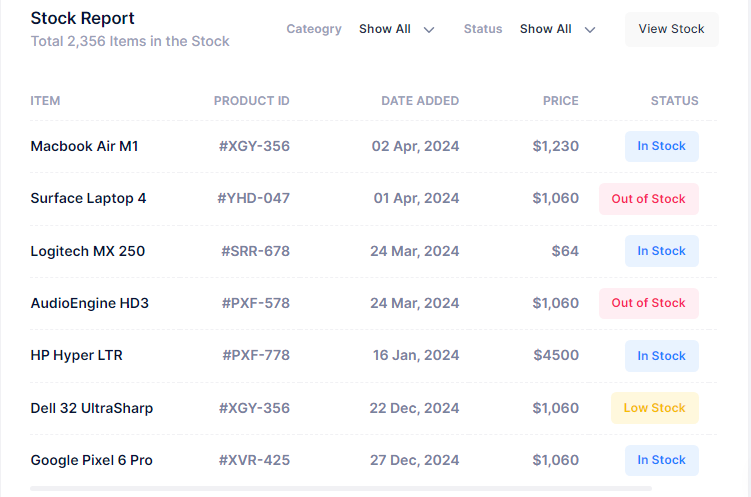 Stock Report
Total 2,356 Items in the Stock
Cateogry Show All Status Show All View Stock
ITEM PRODUCT ID DATE ADDED PRICE STATUS
Macbook Air M1 #XGY-356 02 Apr, 2024 $1,230 In Stock
Surface Laptop 4 #YHD-047 01 Apr, 2024 $1,060 Out of Stock
Logitech MX 250 #SRR-678 24 Mar, 2024 $64 In Stock
AudioEngine HD3 #PXF-578 24 Mar, 2024 $1,060 Out of Stock
HP Hyper LTR #PXF-778 16 Jan, 2024 $4500 In Stock
Dell 32 UltraSharp #XGY-356 22 Dec, 2024 $1,060 Low Stock
Google Pixel 6 Pro #XVR-425 27 Dec, 2024 $1,060 In Stock